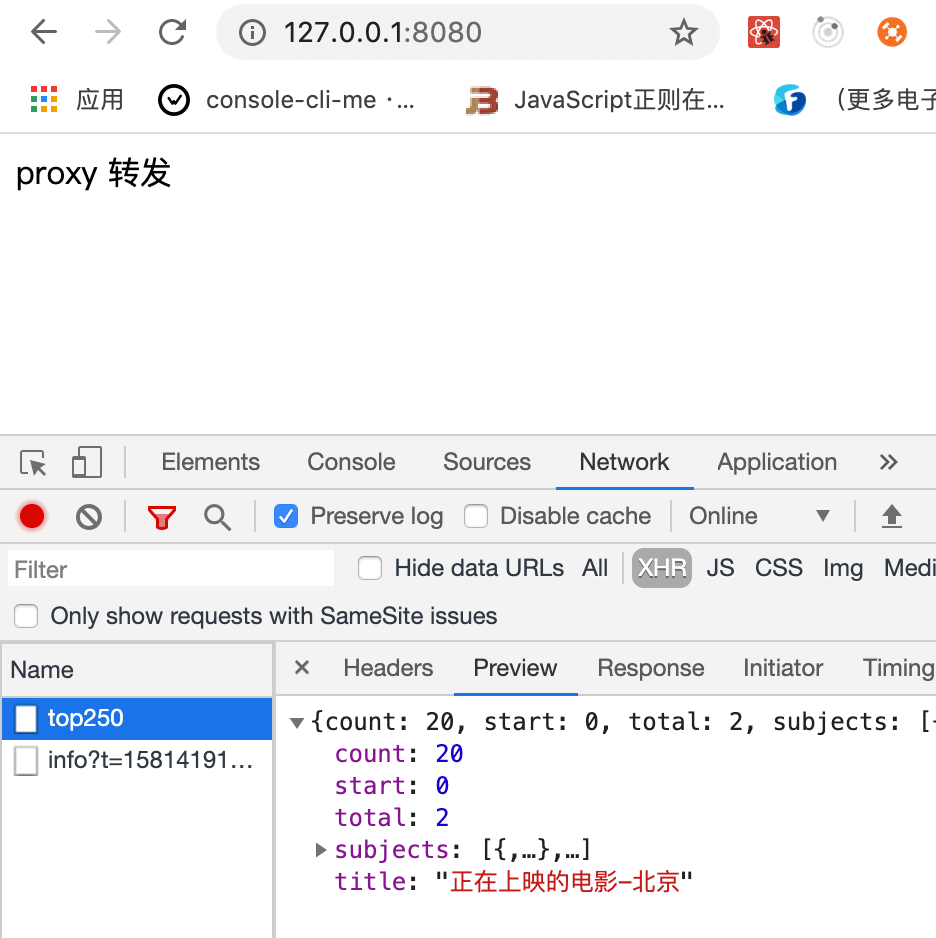 127.0.0.1:8080
应用 console-cli-me ·... JavaScript正则在... （更多电子
proxy 转发
Elements Console Sources Network Application
Preserve log Disable cache Online
Filter Hide data URLs All XHR JS CSS Img Medi
Only show requests with SameSite issues
Name Headers Preview Response Initiator Timing
top250 {count: 20, start: 0, total: 2, subjects: [
info?t=15814191... count: 20
start: 0
total: 2
subjects: [{,…},…]
title: "正在上映的电影-北京"